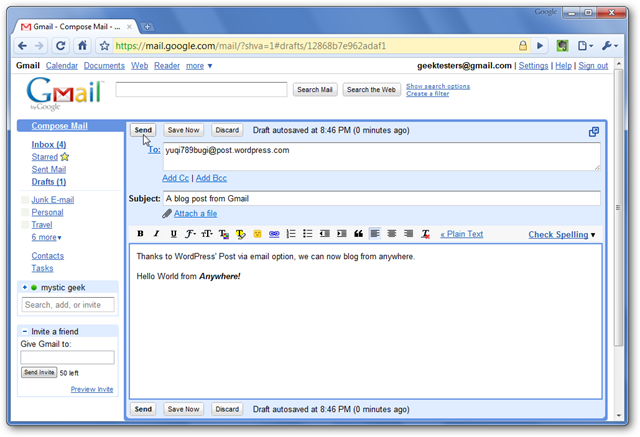 Google
Gmail - Compose Mail - ...
https://mail.google.com/mail/?shva=1#drafts/12868b7e962adaf1
Gmail Calendar Documents Web Reader more ▼
geektesters@gmail.com | Settings | Help | Sign out
Gmail
by Google
Search Mail Search the Web Show search options
Create a filter
Compose Mail
Inbox (4)
Starred
Sent Mail
Drafts (1)
Junk E-mail
Personal
Travel
6 more▼
Contacts
Tasks
mystic geek
Search, add, or invite
Invite a friend
Give Gmail to:
Send Invite 50 left
Preview Invite
Send Save Now Discard Draft autosaved at 8:46 PM (0 minutes ago)
To: yuqi789bugi@post.wordpress.com
Add Cc | Add Bcc
Subject: A blog post from Gmail
Attach a file
B I U F T T T « Plain Text Check Spelling ▼
Thanks to WordPress' Post via email option, we can now blog from anywhere.
Hello World from Anywhere!
Send Save Now Discard Draft autosaved at 8:46 PM (0 minutes ago)